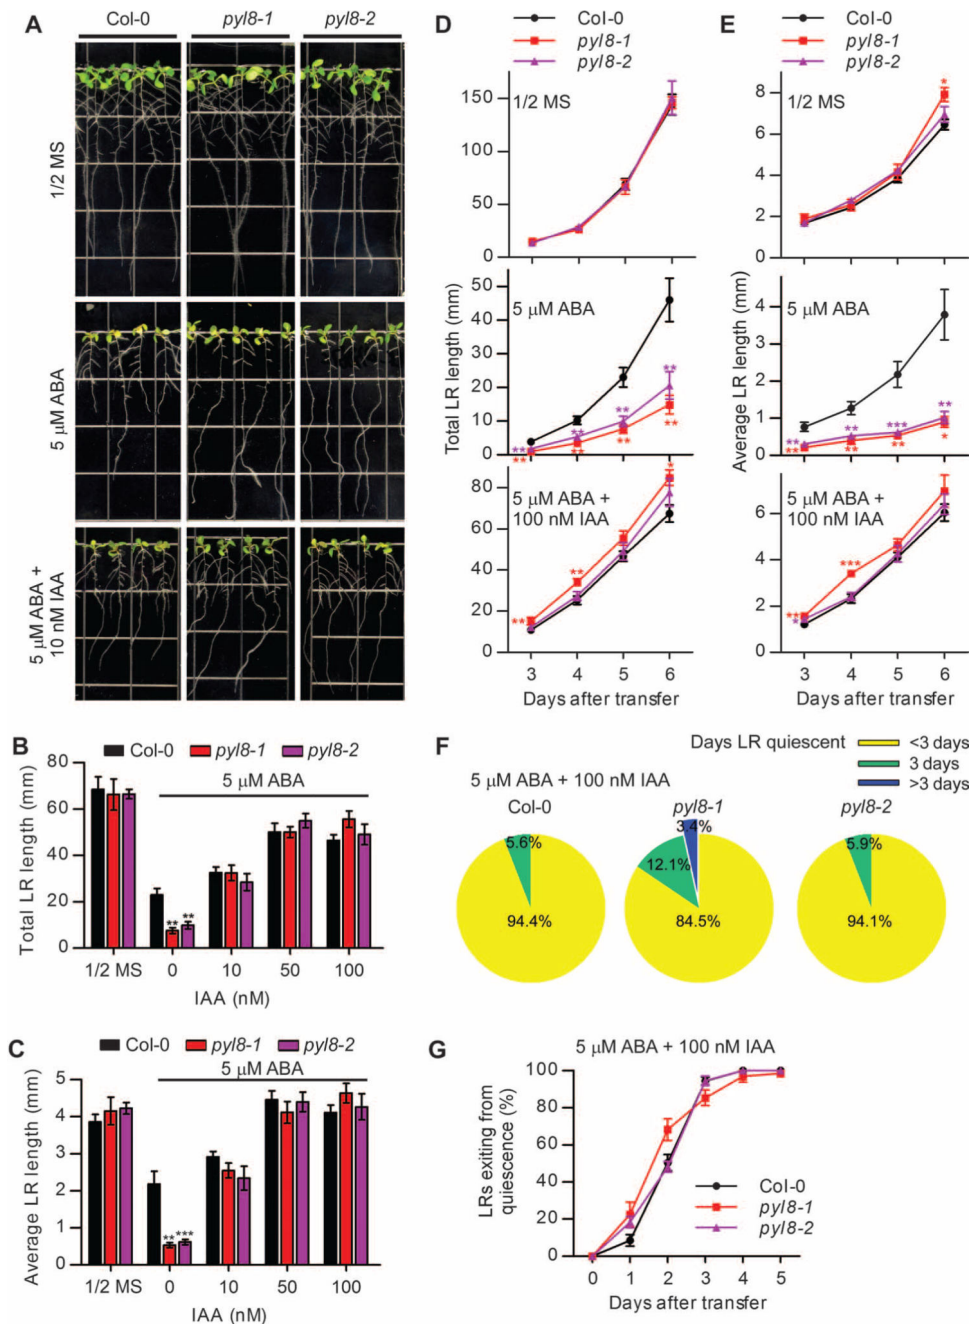 A
Col-0 pyl8-1 pyl8-2
1/2 MS
5 μM ABA
5 μM ABA +
10 nM IAA
B
Col-0 pyl8-1 pyl8-2
5 μM ABA
Total LR length (mm)
80
60
40
20
0
1/2 MS 0 10 50 100
** **
IAA (nM)
C
Col-0 pyl8-1 pyl8-2
5 μM ABA
Average LR length (mm)
5
4
3
2
1
0
1/2 MS 0 10 50 100
** ***
IAA (nM)
D
Col-0
pyl8-1
pyl8-2
1/2 MS
150
100
50
0
Total LR length (mm)
5 μM ABA
60
50
40
30
20
10
0
** ** ** **
** ** ** **
5 μM ABA +
100 nM IAA
80
60
40
20
0
** ** *
3 4 5 6
Days after transfer
E
Col-0
pyl8-1
pyl8-2
1/2 MS
8
6
4
2
0
*
Average LR length (mm)
5 μM ABA
4
2
0
** ** *** **
** ** ** *
5 μM ABA +
100 nM IAA
6
4
2
0
** ***
*
3 4 5 6
Days after transfer
F
Days LR quiescent
<3 days
3 days
>3 days
5 μM ABA + 100 nM IAA
Col-0 pyl8-1 pyl8-2
5.6%
94.4%
3.4%
12.1%
84.5%
5.9%
94.1%
G
5 μM ABA + 100 nM IAA
LRs exiting from
quiescence (%)
100
80
60
40
20
0
Col-0
pyl8-1
pyl8-2
0 1 2 3 4 5
Days after transfer